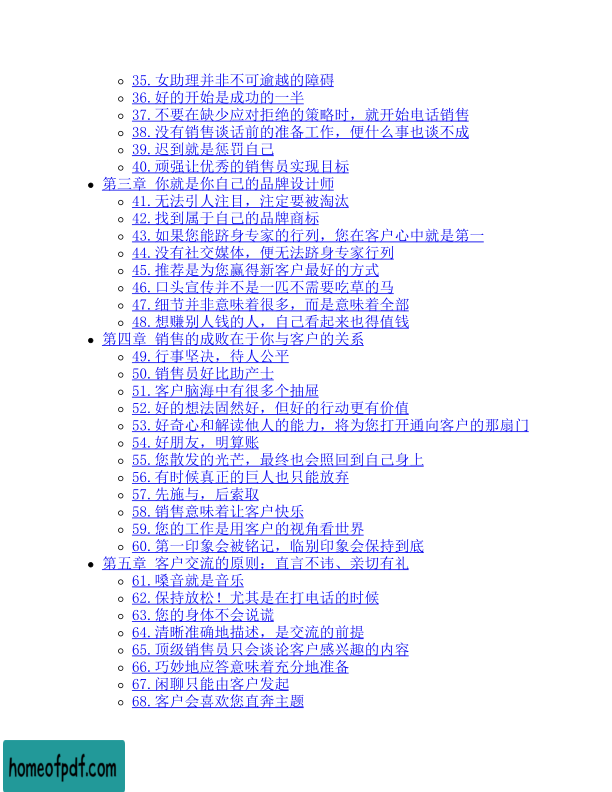 35.女助理并非不可逾越的障碍
36.好的开始是成功的一半
37.不要在缺少应对拒绝的策略时，就开始电话销售
38.没有销售谈话前的准备工作，便什么事也谈不成
39.迟到就是惩罚自己
40.顽强让优秀的销售员实现目标
第三章 你就是你自己的品牌设计师
41.无法引人注目，注定要被淘汰
42.找到属于自己的品牌商标
43.如果您能跻身专家的行列，您在客户心中就是第一
44.没有社交媒体，便无法跻身专家行列
45.推荐是为您赢得新客户最好的方式
46.口头宣传并不是一匹不需要吃草的马
47.细节并非意味着很多，而是意味着全部
48.想赚别人钱的人，自己看起来也得值钱
第四章 销售的成败在于你与客户的关系
49.行事坚决，待人公平
50.销售员好比助产士
51.客户脑海中有很多个抽屉
52.好的想法固然好，但好的行动更有价值
53.好奇心和解读他人的能力，将为您打开通向客户的那扇门
54.好朋友，明算账
55.您散发的光芒，最终也会照回到自己身上
56.有时候真正的巨人也只能放弃
57.先施与，后索取
58.销售意味着让客户快乐
59.您的工作是用客户的视角看世界
60.第一印象会被铭记，临别印象会保持到底
第五章 客户交流的原则：直言不讳、亲切有礼
61.嗓音就是音乐
62.保持放松！尤其是在打电话的时候
63.您的身体不会说谎
64.清晰准确地描述，是交流的前提
65.顶级销售员只会谈论客户感兴趣的内容
66.巧妙地应答意味着充分地准备
67.闲聊只能由客户发起
68.客户会喜欢您直奔主题
homeofpdf.com